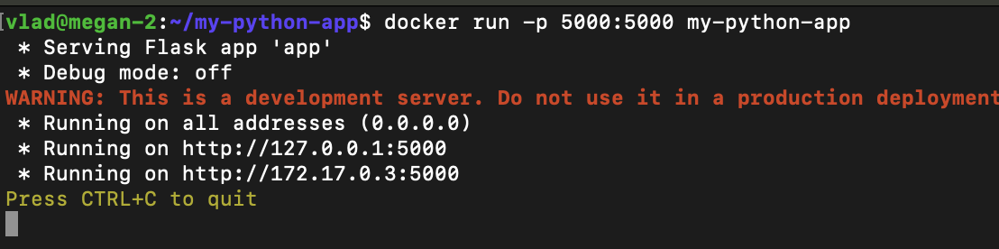 [vlad@megan-2:~/my-python-app$ docker run -p 5000:5000 my-python-app
 * Serving Flask app 'app'
 * Debug mode: off
WARNING: This is a development server. Do not use it in a production deployment
 * Running on all addresses (0.0.0.0)
 * Running on http://127.0.0.1:5000
 * Running on http://172.17.0.3:5000
Press CTRL+C to quit